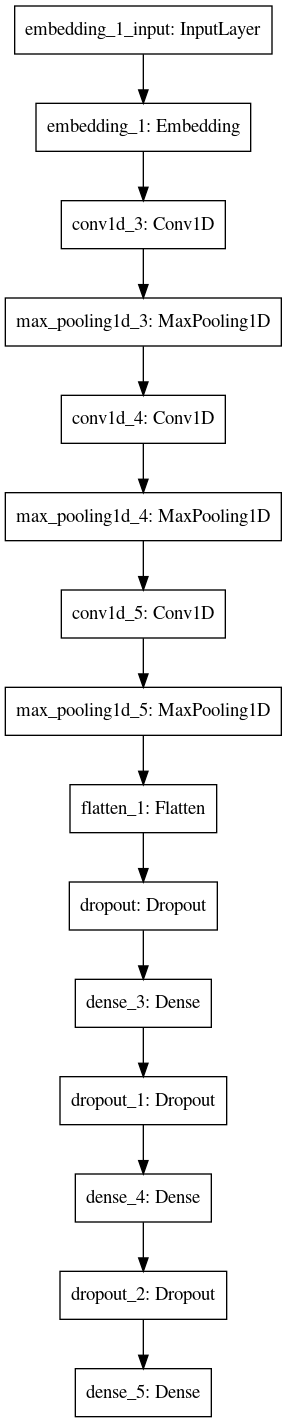 embedding_1_input: InputLayer
embedding_1: Embedding
conv1d_3: Conv1D
max_pooling1d_3: MaxPooling1D
conv1d_4: Conv1D
max_pooling1d_4: MaxPooling1D
conv1d_5: Conv1D
max_pooling1d_5: MaxPooling1D
flatten_1: Flatten
dropout: Dropout
dense_3: Dense
dropout_1: Dropout
dense_4: Dense
dropout_2: Dropout
dense_5: Dense